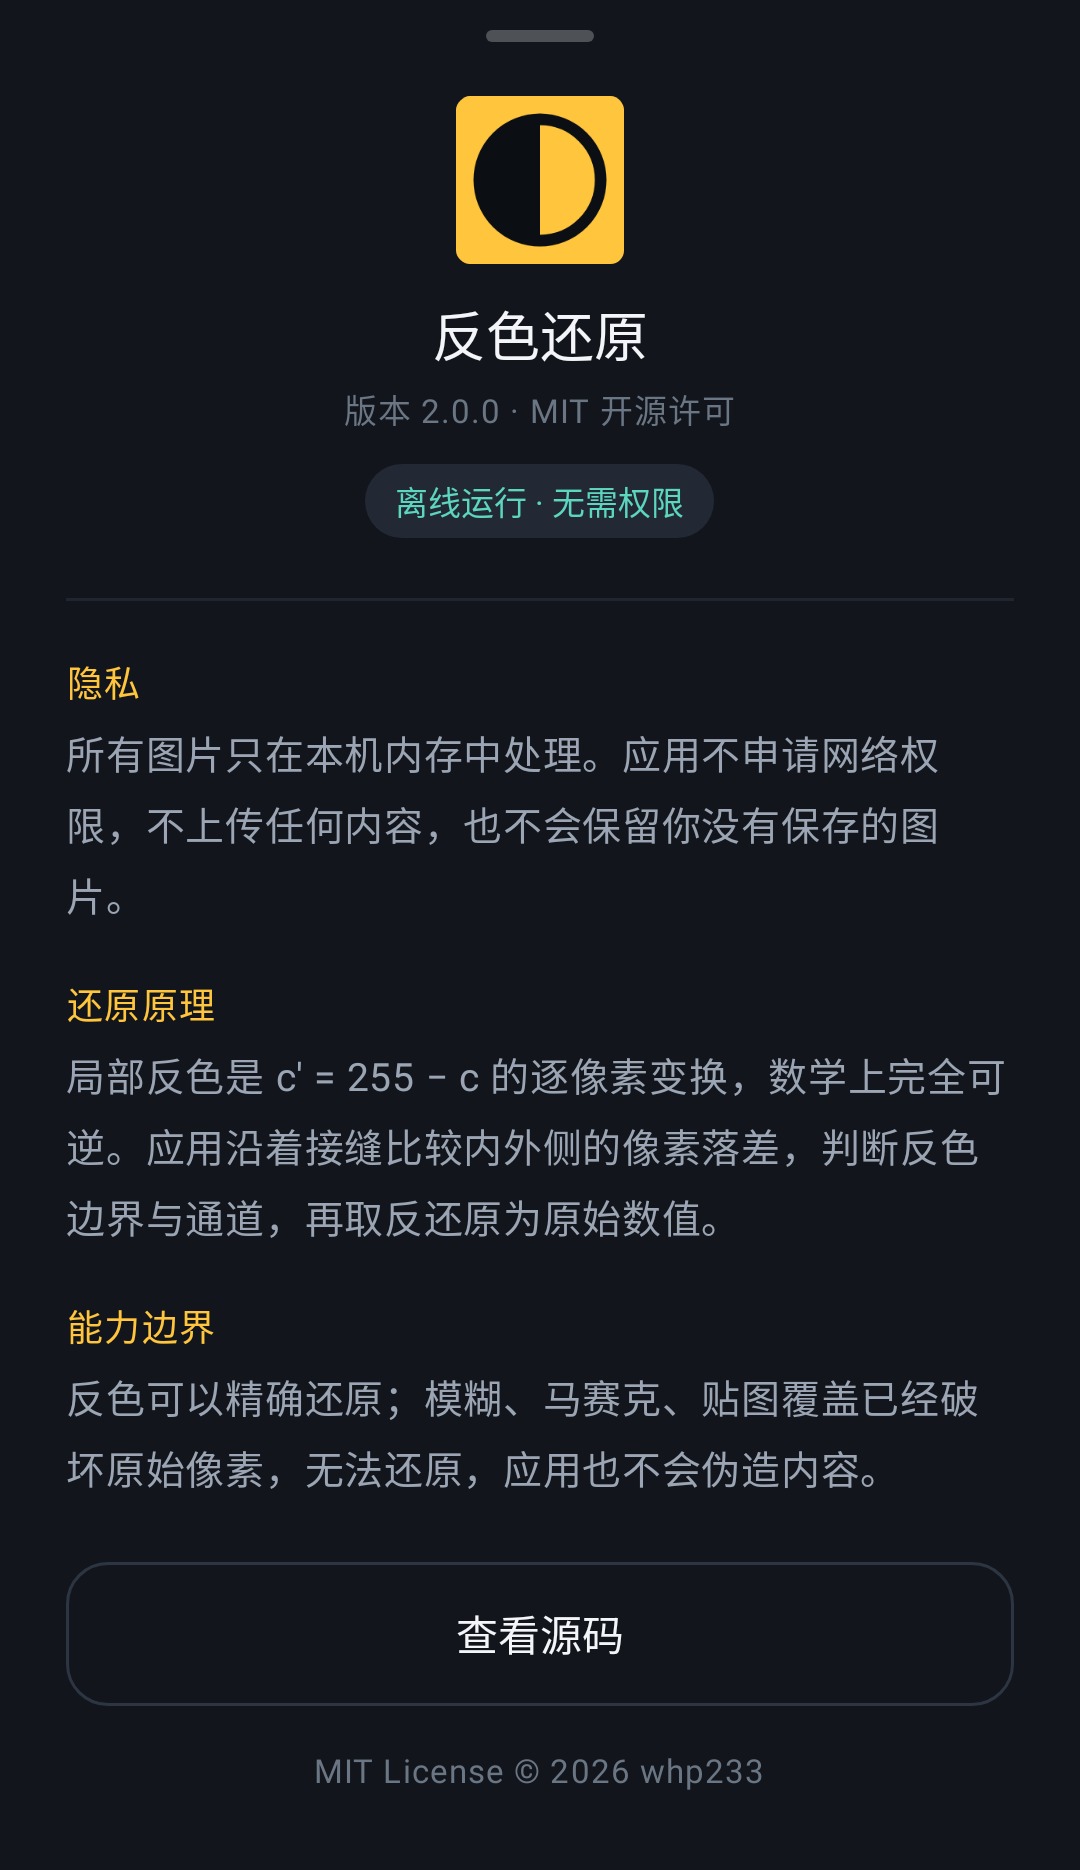 反色还原
版本 2.0.0 · MIT 开源许可
离线运行 · 无需权限
隐私
所有图片只在本机内存中处理。应用不申请网络权
限，不上传任何内容，也不会保留你没有保存的图
片。
还原原理
局部反色是 c' = 255 − c 的逐像素变换，数学上完全可
逆。应用沿着接缝比较内外侧的像素落差，判断反色
边界与通道，再取反还原为原始数值。
能力边界
反色可以精确还原；模糊、马赛克、贴图覆盖已经破
坏原始像素，无法还原，应用也不会伪造内容。
查看源码
MIT License © 2026 whp233